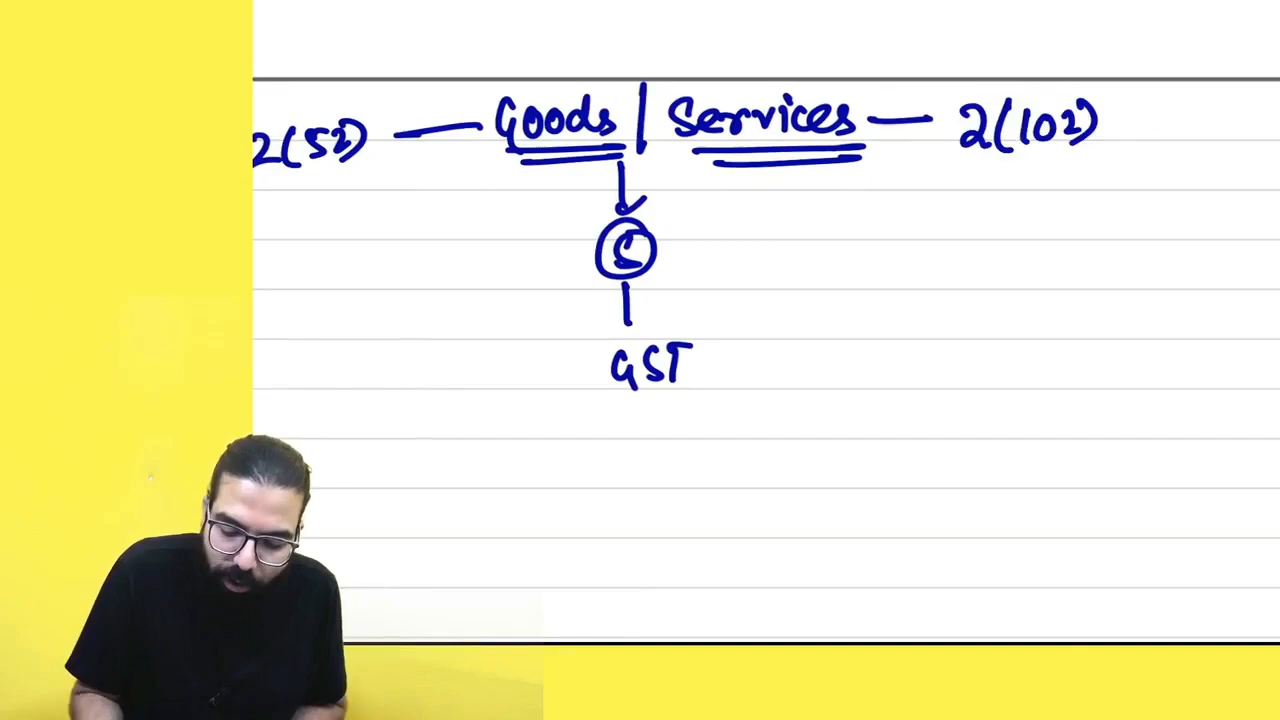 2(52) — Goods | Services — 2(102)
S
GST